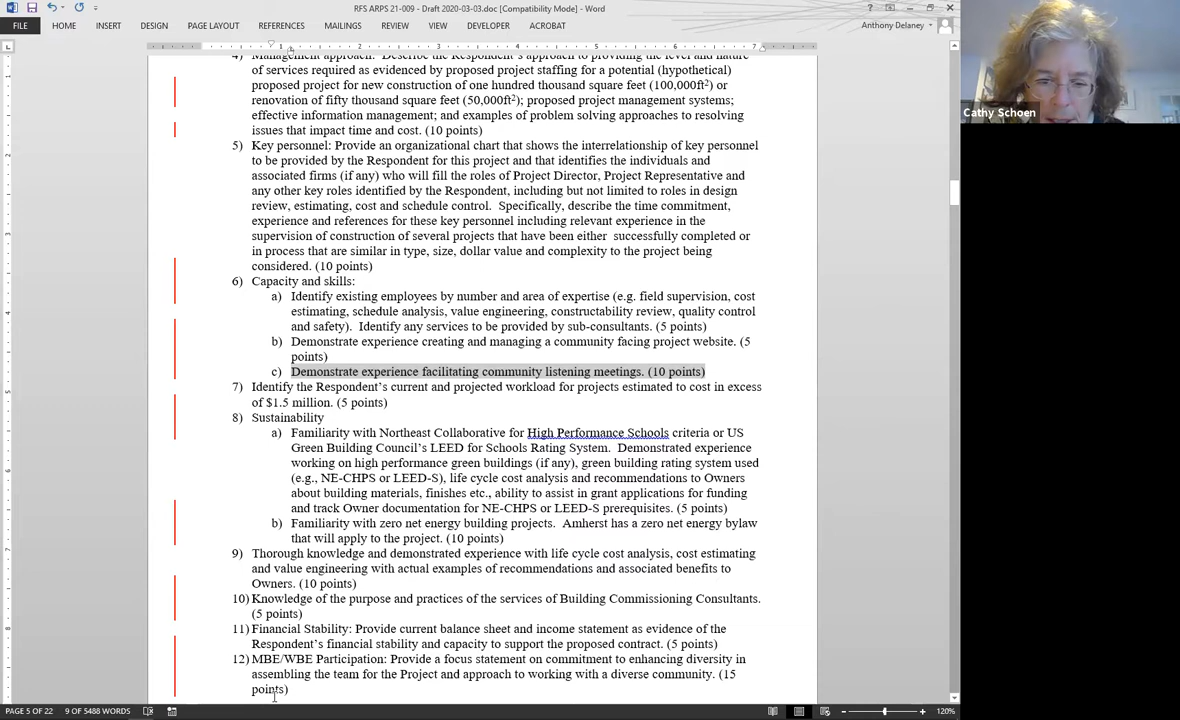 RFS ARPS 21-009 - Draft 2020-03-03.doc [Compatibility Mode] - Word
FILE HOME INSERT DESIGN PAGE LAYOUT REFERENCES MAILINGS REVIEW VIEW DEVELOPER ACROBAT Anthony Delaney
4) Management approach: Describe the Respondent's approach to providing the level and nature
of services required as evidenced by proposed project staffing for a potential (hypothetical)
proposed project for new construction of one hundred thousand square feet (100,000ft²) or
renovation of fifty thousand square feet (50,000ft²); proposed project management systems;
effective information management; and examples of problem solving approaches to resolving
issues that impact time and cost. (10 points)
5) Key personnel: Provide an organizational chart that shows the interrelationship of key personnel
to be provided by the Respondent for this project and that identifies the individuals and
associated firms (if any) who will fill the roles of Project Director, Project Representative and
any other key roles identified by the Respondent, including but not limited to roles in design
review, estimating, cost and schedule control. Specifically, describe the time commitment,
experience and references for these key personnel including relevant experience in the
supervision of construction of several projects that have been either successfully completed or
in process that are similar in type, size, dollar value and complexity to the project being
considered. (10 points)
6) Capacity and skills:
a) Identify existing employees by number and area of expertise (e.g. field supervision, cost
estimating, schedule analysis, value engineering, constructability review, quality control
and safety). Identify any services to be provided by sub-consultants. (5 points)
b) Demonstrate experience creating and managing a community facing project website. (5
points)
c) Demonstrate experience facilitating community listening meetings. (10 points)
7) Identify the Respondent's current and projected workload for projects estimated to cost in excess
of $1.5 million. (5 points)
8) Sustainability
a) Familiarity with Northeast Collaborative for High Performance Schools criteria or US
Green Building Council's LEED for Schools Rating System. Demonstrated experience
working on high performance green buildings (if any), green building rating system used
(e.g., NE-CHPS or LEED-S), life cycle cost analysis and recommendations to Owners
about building materials, finishes etc., ability to assist in grant applications for funding
and track Owner documentation for NE-CHPS or LEED-S prerequisites. (5 points)
b) Familiarity with zero net energy building projects. Amherst has a zero net energy bylaw
that will apply to the project. (10 points)
9) Thorough knowledge and demonstrated experience with life cycle cost analysis, cost estimating
and value engineering with actual examples of recommendations and associated benefits to
Owners. (10 points)
10) Knowledge of the purpose and practices of the services of Building Commissioning Consultants.
(5 points)
11) Financial Stability: Provide current balance sheet and income statement as evidence of the
Respondent's financial stability and capacity to support the proposed contract. (5 points)
12) MBE/WBE Participation: Provide a focus statement on commitment to enhancing diversity in
assembling the team for the Project and approach to working with a diverse community. (15
points)
PAGE 5 OF 22 9 OF 5488 WORDS 120%
Cathy Schoen